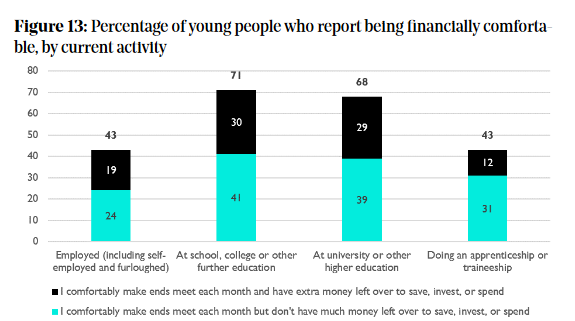 Figure 13: Percentage of young people who report being financially comforta-
ble, by current activity
80
70
60
50
40
30
20
10
0
43
19
24
71
30
41
68
29
39
43
12
31
Employed (including self-
employed and furloughed)
At school, college or other
further education
At university or other
higher education
Doing an apprenticeship or
traineeship
I comfortably make ends meet each month and have extra money left over to save, invest, or spend
I comfortably make ends meet each month but don't have much money left over to save, invest, or spend